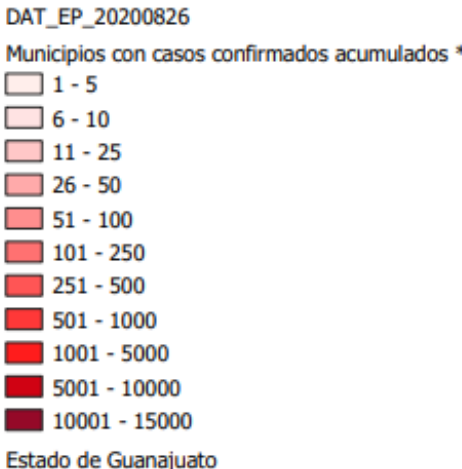 DAT_EP_20200826
Municipios con casos confirmados acumulados *
1 - 5
6 - 10
11 - 25
26 - 50
51 - 100
101 - 250
251 - 500
501 - 1000
1001 - 5000
5001 - 10000
10001 - 15000
Estado de Guanajuato